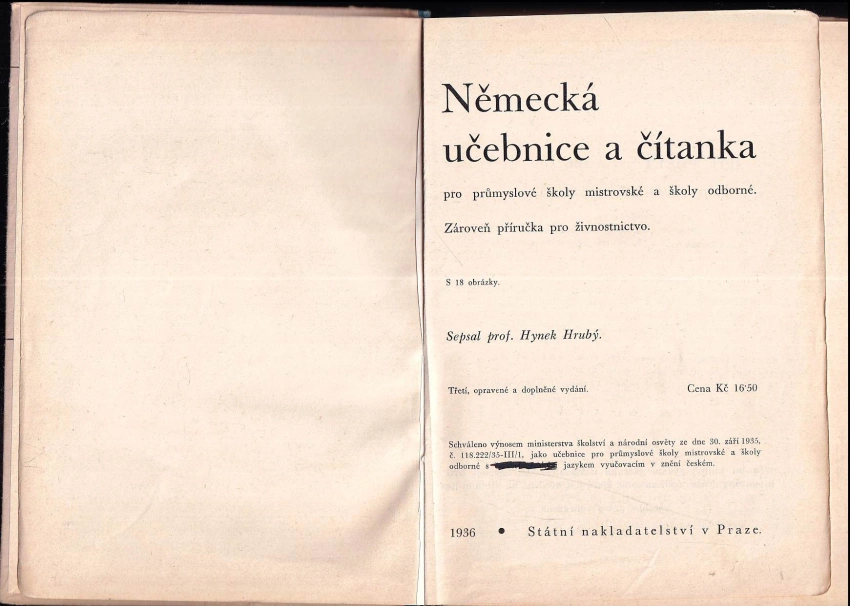 Německá
učebnice a čítanka
pro průmyslové školy mistrovské a školy odborné.
Zároveň příručka pro živnostnictvo.
S 18 obrázky.
Sepsal prof. Hynek Hrubý.
Třetí, opravené a doplněné vydání. Cena Kč 16·50
Schváleno výnosem ministerstva školství a národní osvěty ze dne 30. září 1935,
č. 118.222/35-III/1, jako učebnice pro průmyslové školy mistrovské a školy
odborné s jazykem vyučovacím v znění českém.
1936 • Státní nakladatelství v Praze.